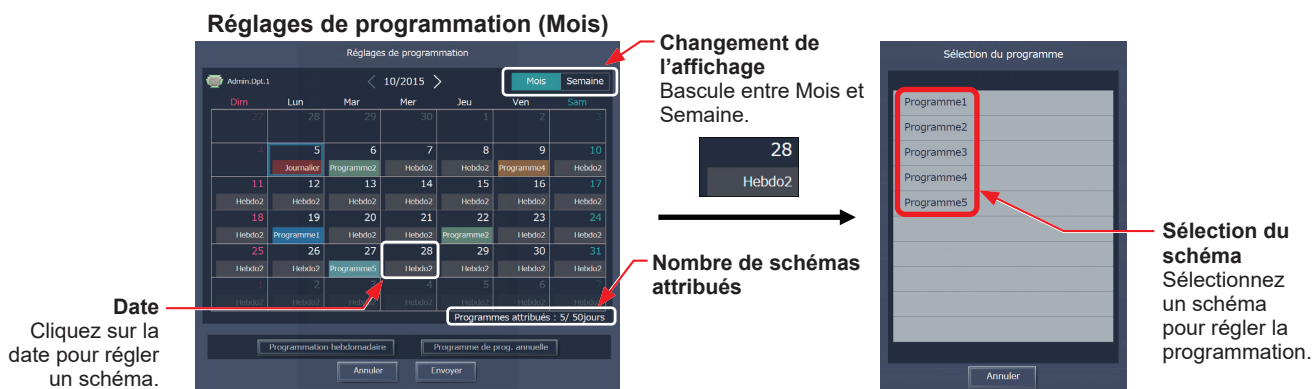 Réglages de programmation (Mois)
Réglages de programmation
Admin.Dpt.1
10/2015
Mois Semaine
Dim Lun Mar Mer Jeu Ven Sam
27 28 29 30 1 2 3
4 5 6 7 8 9 10
Journalier Programme2 Hebdo2 Hebdo2 Programme4 Hebdo2
11 12 13 14 15 16 17
Hebdo2 Hebdo2 Hebdo2 Hebdo2 Hebdo2 Hebdo2 Hebdo2
18 19 20 21 22 23 24
Hebdo2 Programme1 Hebdo2 Hebdo2 Programme2 Hebdo2 Hebdo2
25 26 27 28 29 30 31
Hebdo2 Hebdo2 Programme5 Hebdo2 Hebdo2 Hebdo2 Hebdo2
1 2 3 4 5 6 7
Hebdo2 Hebdo2 Hebdo2 Hebdo2 Hebdo2 Hebdo2 Hebdo2
Programmes attribués : 5/ 50jours
Programmation hebdomadaire Programme de prog. annuelle
Annuler Envoyer
Date
Cliquez sur la
date pour régler
un schéma.
Changement de
l’affichage
Bascule entre Mois et
Semaine.
28
Hebdo2
Nombre de schémas
attribués
Sélection du programme
Programme1
Programme2
Programme3
Programme4
Programme5
Annuler
Sélection du
schéma
Sélectionnez
un schéma
pour régler la
programmation.